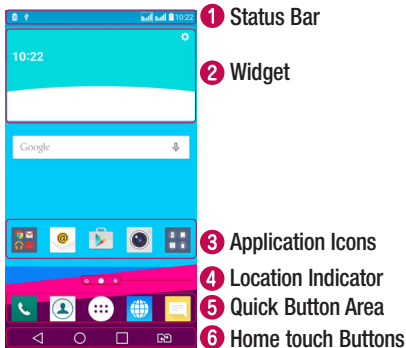 10:22
1 Status Bar
10:22
2 Widget
Google
3 Application Icons
4 Location Indicator
5 Quick Button Area
6 Home touch Buttons